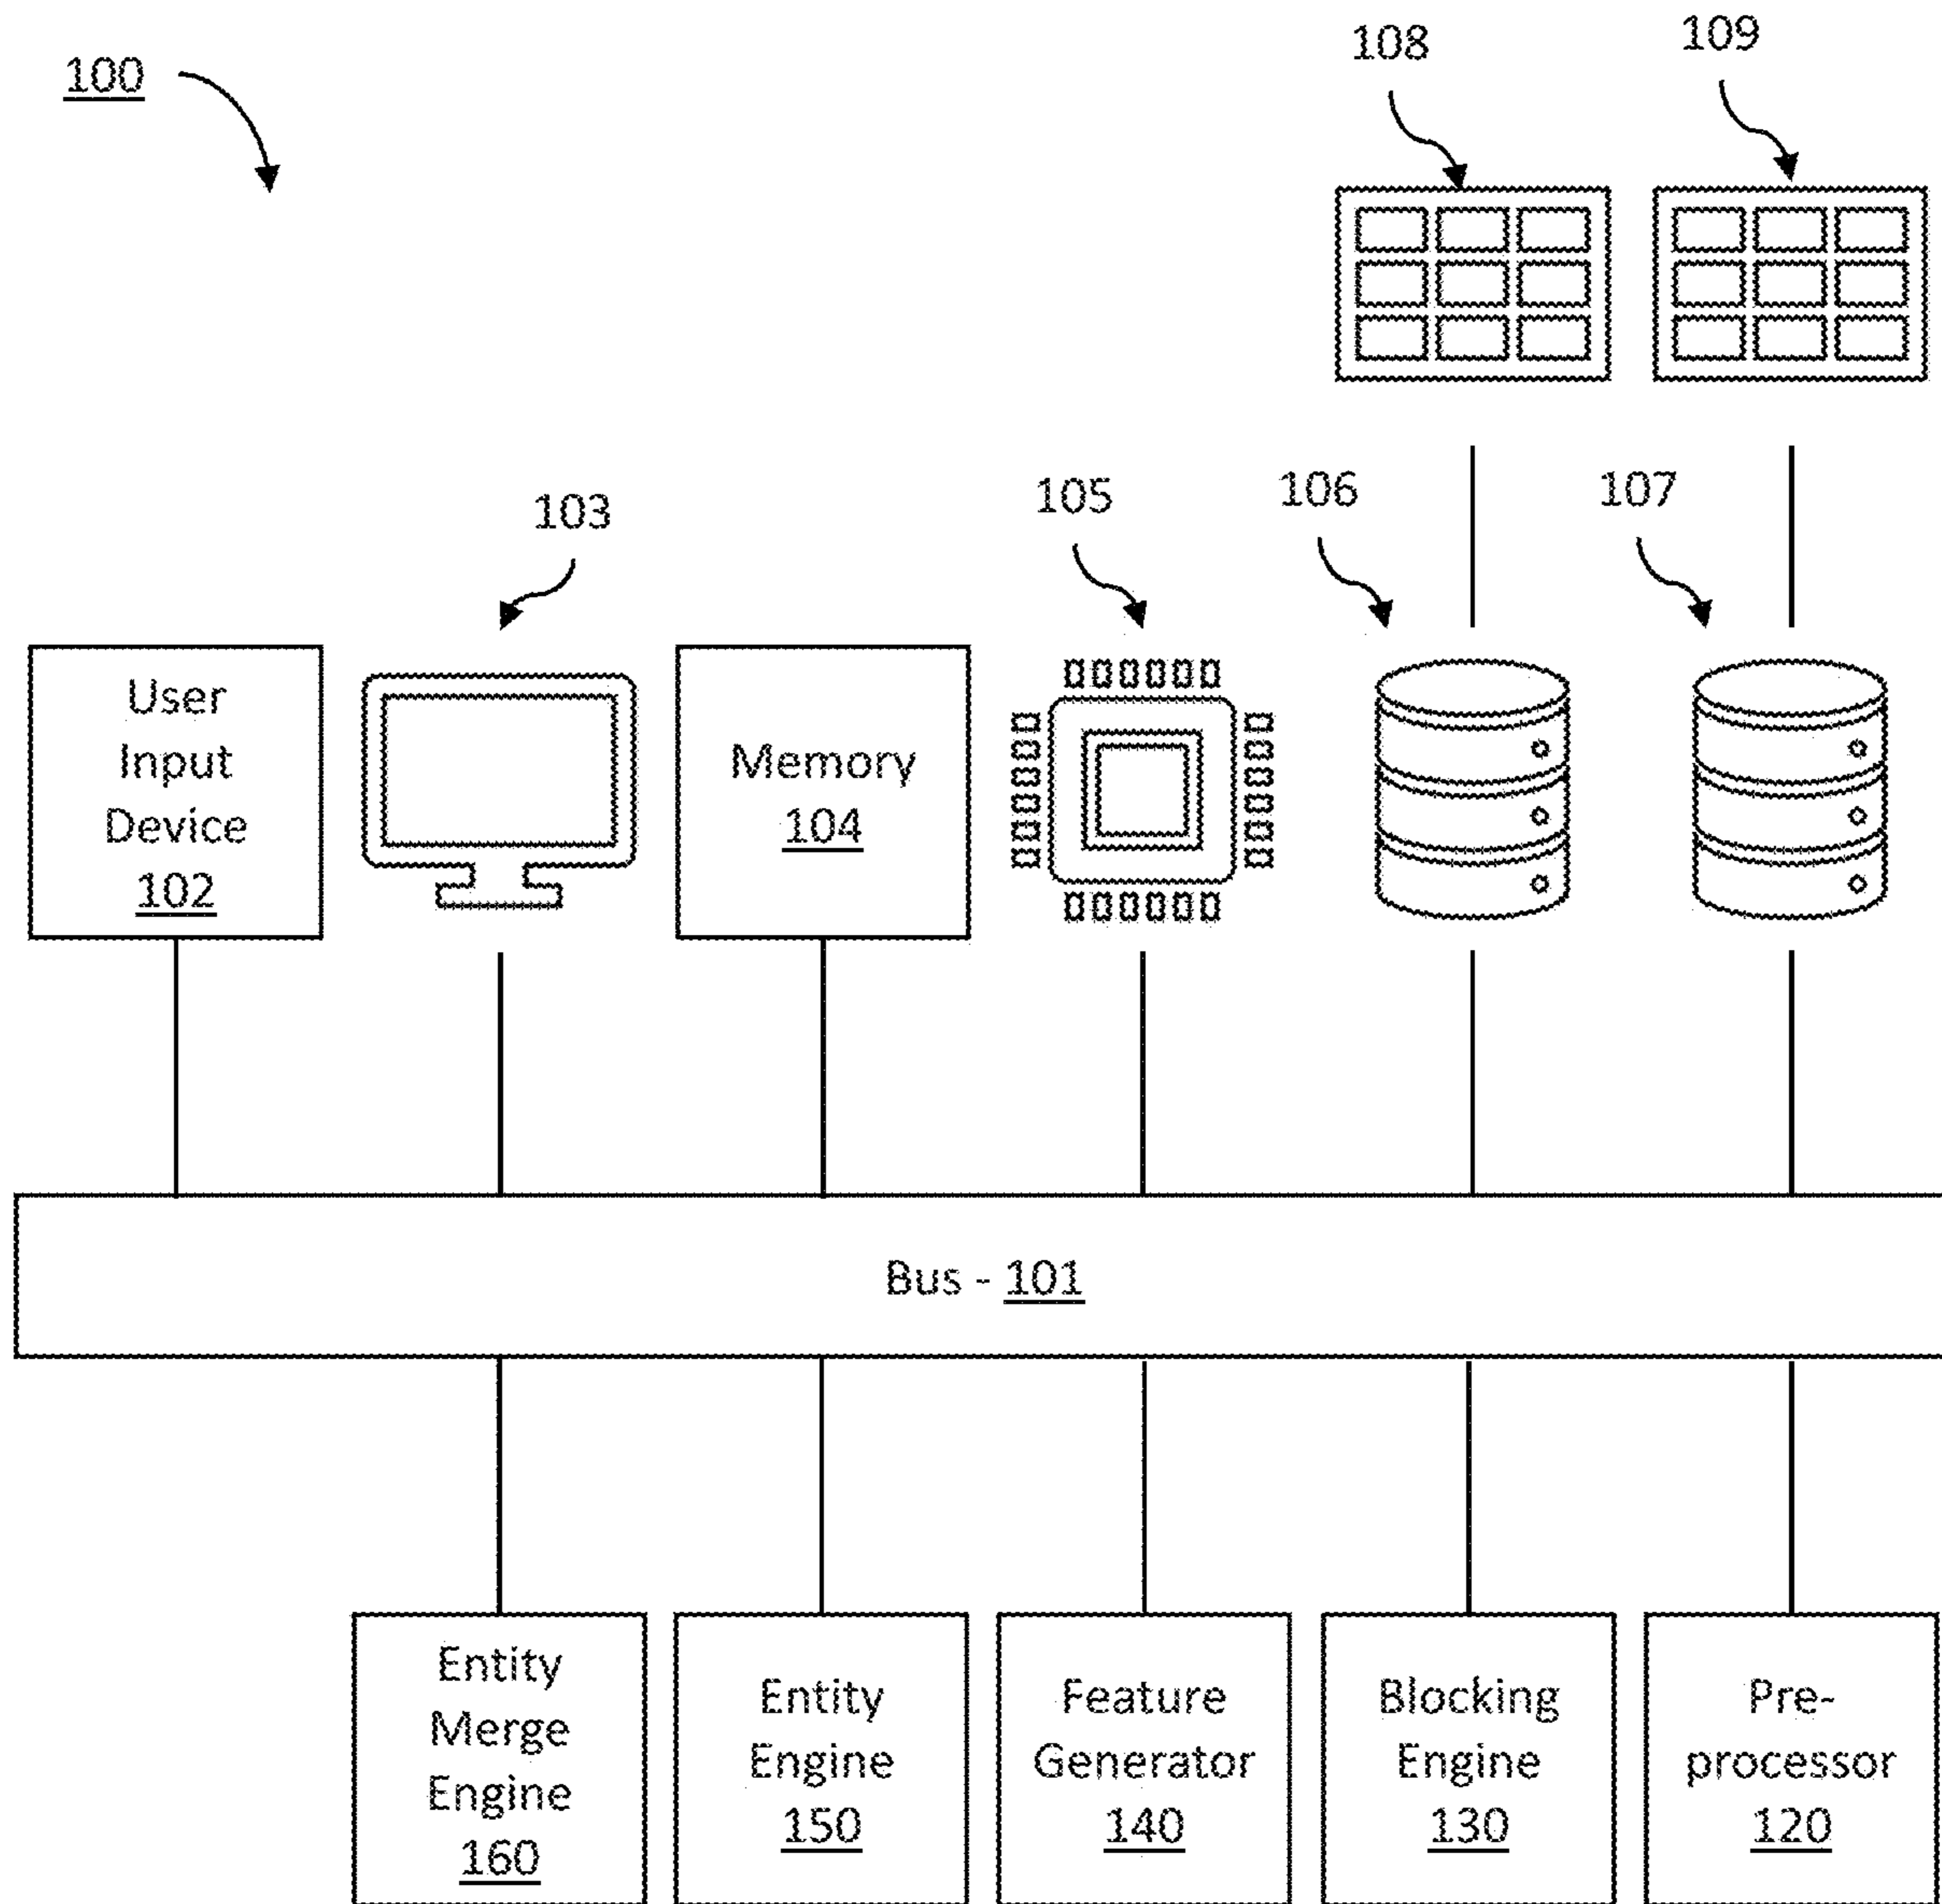 100
108
109
103
105
106
107
User
Input
Device
102
Memory
104
Bus - 101
Entity
Merge
Engine
160
Entity
Engine
150
Feature
Generator
140
Blocking
Engine
130
Pre-
processor
120